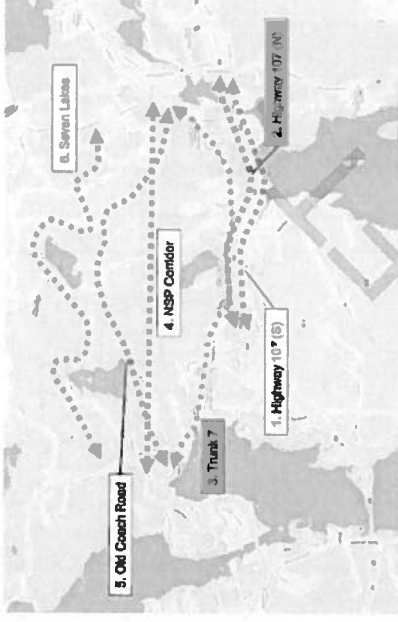 6. Seven Lakes
2. Highway 107 (N)
4. NSP Corridor
1. Highway 107 (S)
3. Trunk 7
5. Old Coach Road